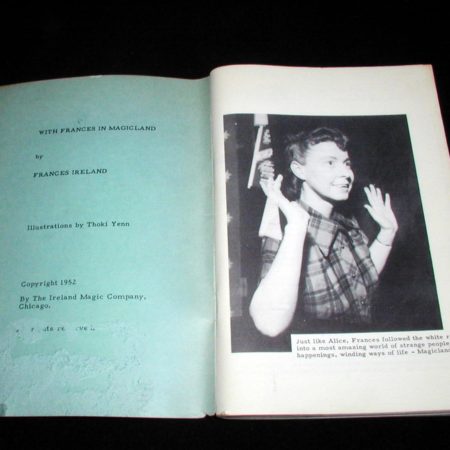 WITH FRANCES IN MAGICLAND
by
FRANCES IRELAND
Illustrations by Thoki Yenn
Copyright 1952
By The Ireland Magic Company,
Chicago,
Just like Alice, Frances followed the white
into a most amazing world of strange people
happenings, winding ways of life - Magicland